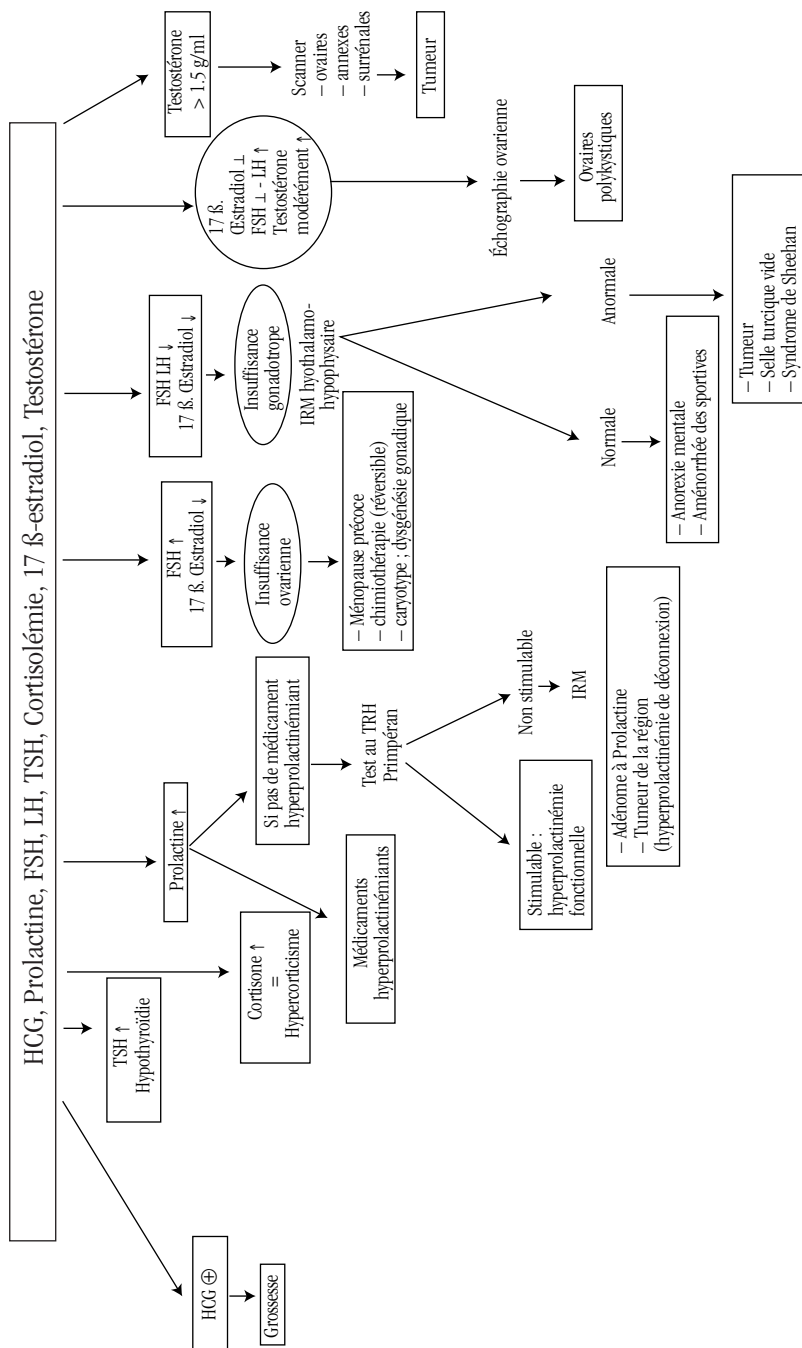 HCG, Prolactine, FSH, LH, TSH, Cortisolémie, 17 ß-estradiol, Testostérone
HCG ⊕
Grossesse
TSH ↑
Hypothyroïdie
Cortisone ↑
=
Hypercorticisme
Prolactine ↑
Médicaments
hyperprolactinémiants
Si pas de médicament
hyperprolactinémiant
Test au TRH
Primpéran
Stimulable :
hyperprolactinémie
fonctionnelle
Non stimulable
IRM
– Adénome à Prolactine
– Tumeur de la région
(hyperprolactinémie de déconnexion)
FSH ↑
17 ß. Œstradiol ↓
Insuffisance
ovarienne
– Ménopause précoce
– chimiothérapie (réversible)
– caryotype ; dysgénésie gonadique
FSH LH ↓
17 ß. Œstradiol ↓
Insuffisance
gonadotrope
IRM hyothalamo-
hypophysaire
Normale
– Anorexie mentale
– Aménorrhée des sportives
Anormale
– Tumeur
– Selle turcique vide
– Syndrome de Sheehan
17 ß.
Œstradiol ⊥
FSH ⊥ - LH ↑
Testostérone
modérément ↑
Échographie ovarienne
Ovaires
polykystiques
Testostérone
> 1.5 g/ml
Scanner
– ovaires
– annexes
– surrénales
Tumeur